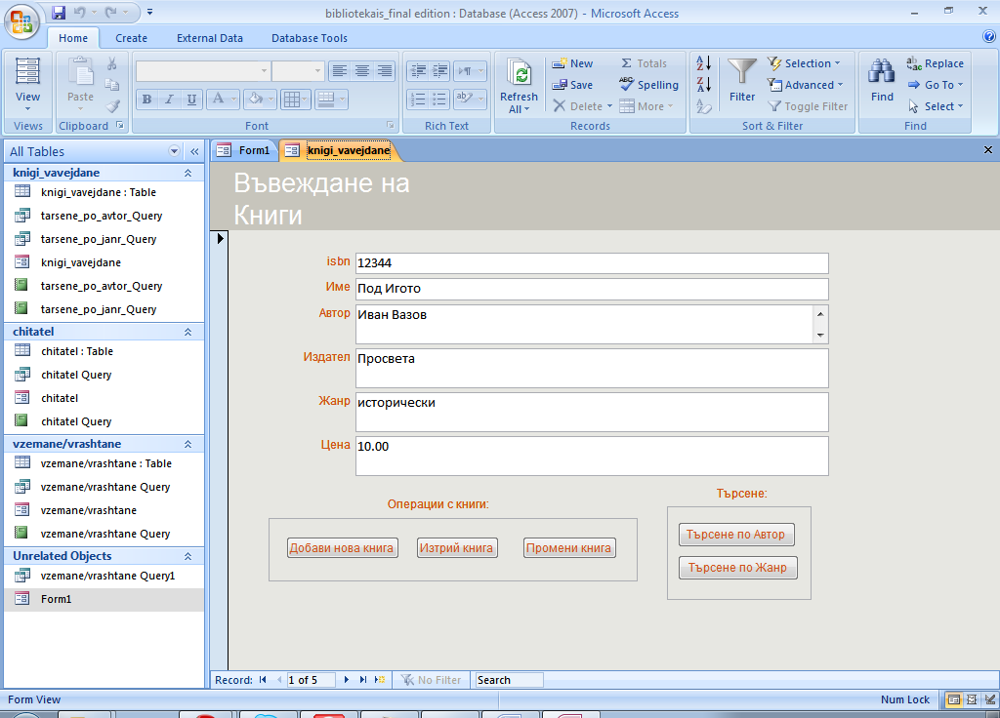 bibliotekais_final edition : Database (Access 2007) - Microsoft Access
Home Create External Data Database Tools
View
Views
Paste
Clipboard
B I U A
Font
Rich Text
Refresh All
New
Save
Delete
Σ Totals
Spelling
More
Records
Filter
Selection
Advanced
Toggle Filter
Sort & Filter
Find
Replace
Go To
Select
Find
All Tables
knigi_vavejdane
knigi_vavejdane : Table
tarsene_po_avtor_Query
tarsene_po_janr_Query
knigi_vavejdane
tarsene_po_avtor_Query
tarsene_po_janr_Query
chitatel
chitatel : Table
chitatel Query
chitatel
chitatel Query
vzemane/vrashtane
vzemane/vrashtane : Table
vzemane/vrashtane Query
vzemane/vrashtane
vzemane/vrashtane Query
Unrelated Objects
vzemane/vrashtane Query1
Form1
Form1 knigi_vavejdane
Въвеждане на
Книги
isbn 12344
Име Под Игото
Автор Иван Вазов
Издател Просвета
Жанр исторически
Цена 10.00
Операции с книги:
Добави нова книга Изтрий книга Промени книга
Търсене:
Търсене по Автор
Търсене по Жанр
Record: 1 of 5 No Filter Search
Form View Num Lock